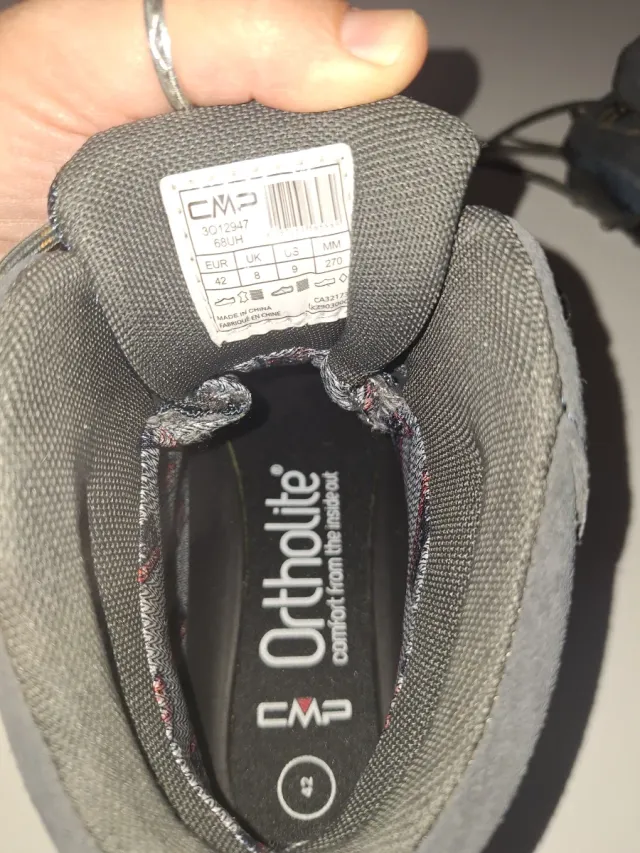 CMP
3Q12947
68UH
EUR UK US MM
42 8 9 270
MADE IN CHINA
FABRIQUÉ EN CHINE
Ortholite®
comfort from the inside out
CMP
42